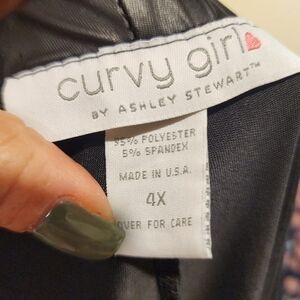 curvy girl
BY ASHLEY STEWART™
95% POLYESTER
5% SPANDEX
MADE IN U.S.A.
4X
OVER FOR CARE